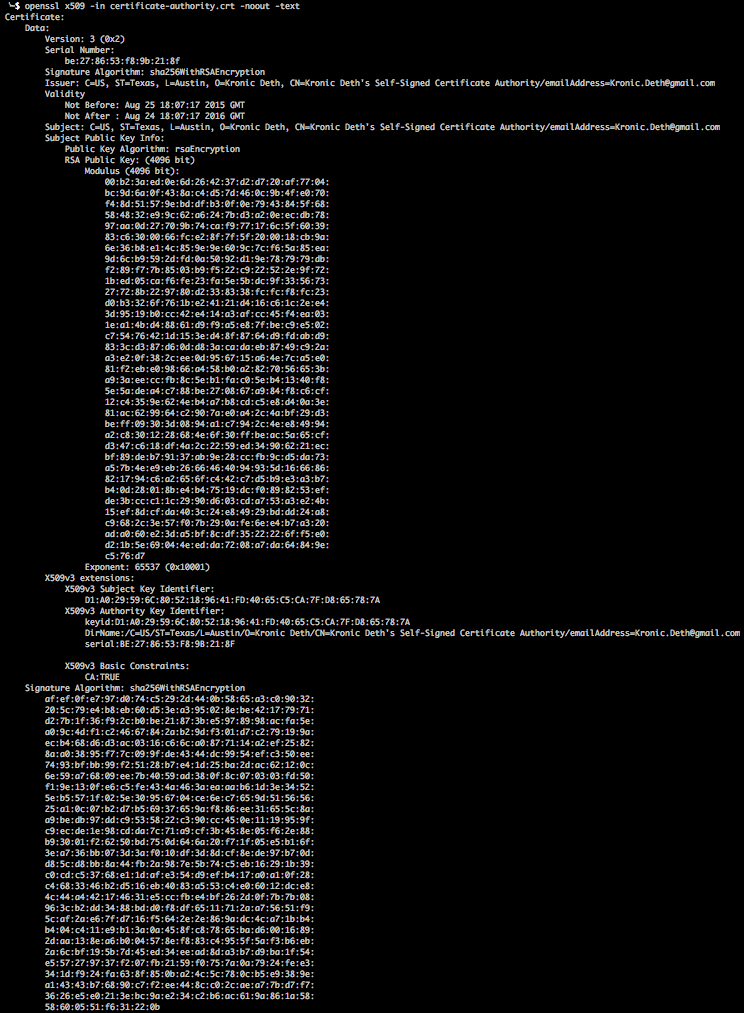 $ openssl x509 -in certificate-authority.crt -noout -text
Certificate:
Data:
Version: 3 (0x2)
Serial Number:
be:27:86:53:f8:9b:21:8f
Signature Algorithm: sha256WithRSAEncryption
Issuer: C=US, ST=Texas, L=Austin, O=Kronic Deth, CN=Kronic Deth's Self-Signed Certificate Authority/emailAddress=Kronic.Deth@gmail.com
Validity
Not Before: Aug 25 18:07:17 2015 GMT
Not After : Aug 24 18:07:17 2016 GMT
Subject: C=US, ST=Texas, L=Austin, O=Kronic Deth, CN=Kronic Deth's Self-Signed Certificate Authority/emailAddress=Kronic.Deth@gmail.com
Subject Public Key Info:
Public Key Algorithm: rsaEncryption
RSA Public Key: (4096 bit)
Modulus (4096 bit):
00:b2:3a:ed:0e:6d:26:42:37:d2:d7:20:af:77:04:
bc:9d:6a:0f:43:8a:c4:d5:7d:46:0c:9b:4f:e0:70:
f4:8d:51:57:9e:bd:df:b3:0f:0e:79:43:84:5f:68:
58:48:32:e9:9c:62:a6:24:7b:d3:a2:0e:ec:db:78:
97:aa:0d:27:70:9b:74:ca:f9:77:17:6c:5f:60:39:
83:c6:30:00:66:fc:e2:8f:7f:5f:20:00:18:cb:9a:
6e:36:b8:e1:4c:85:9e:9e:60:9c:7c:f6:5a:85:ea:
9d:6c:b9:59:2d:fd:0a:50:92:d1:9e:78:79:79:db:
f2:89:f7:7b:85:03:b9:f5:22:c9:22:52:2e:9f:72:
1b:ed:05:ca:f6:fe:23:fa:5e:5b:dc:9f:33:56:73:
27:72:8b:22:97:80:d2:33:83:38:fc:fc:f8:fc:23:
d0:b3:32:6f:76:1b:e2:41:21:d4:16:c6:1c:2e:e4:
3d:95:19:b0:cc:42:e4:14:a3:af:cc:45:f4:ea:03:
1e:a1:4b:d4:88:61:d9:f9:a5:e8:7f:be:c9:e5:02:
c7:54:76:42:1d:15:3e:d4:8f:87:64:d9:fd:ab:d9:
83:3c:d3:87:d6:0d:d8:3a:ca:da:eb:87:49:c9:2a:
a3:e2:0f:38:2c:ee:0d:95:67:15:a6:4e:7c:a5:e0:
81:f2:eb:e0:98:66:a4:58:b0:a2:82:70:56:65:3b:
a9:3a:ee:cc:fb:8c:5e:b1:fa:c0:5e:b4:13:40:f8:
5e:5a:de:a4:c7:88:be:27:08:67:a9:84:f8:c6:cf:
12:c4:35:9e:62:4e:b4:a7:b8:cd:c5:e8:d4:0a:3e:
81:ac:62:99:64:c2:90:7a:e0:a4:2c:4a:bf:29:d3:
be:ff:09:30:3d:08:94:a1:c7:94:2c:4e:e8:49:94:
a2:c8:30:12:28:68:4e:6f:30:ff:be:ac:5a:65:cf:
d3:47:c6:18:df:4a:2c:22:59:ed:34:90:62:21:ec:
bf:89:de:b7:91:37:ab:9e:28:cc:fb:9c:d5:da:73:
a5:7b:4e:e9:eb:26:66:46:40:94:93:5d:16:66:86:
82:17:94:c6:a2:65:6f:c4:42:c7:d5:b9:e3:a3:b7:
b4:0d:28:01:8b:e4:b4:75:19:dc:f0:89:82:53:ef:
de:3b:cc:c1:1c:29:90:d6:03:cd:a7:53:a3:e2:4b:
15:ef:8d:cf:da:40:3c:24:e8:49:29:bd:dd:24:a8:
c9:68:2c:3e:57:f0:7b:29:0a:fe:6e:e4:b7:a3:20:
ad:a0:60:e2:3d:a5:bf:8c:df:35:22:22:6f:f5:e0:
d2:1b:5e:69:04:4e:ed:da:72:08:a7:da:64:84:9e:
c5:76:d7
Exponent: 65537 (0x10001)
X509v3 extensions:
X509v3 Subject Key Identifier:
D1:A0:29:59:6C:80:52:18:96:41:FD:40:65:C5:CA:7F:D8:65:78:7A
X509v3 Authority Key Identifier:
keyid:D1:A0:29:59:6C:80:52:18:96:41:FD:40:65:C5:CA:7F:D8:65:78:7A
DirName:/C=US/ST=Texas/L=Austin/O=Kronic Deth/CN=Kronic Deth's Self-Signed Certificate Authority/emailAddress=Kronic.Deth@gmail.com
serial:BE:27:86:53:F8:9B:21:8F
X509v3 Basic Constraints:
CA:TRUE
Signature Algorithm: sha256WithRSAEncryption
af:ef:0f:e7:97:d0:74:c5:29:2d:44:0b:58:65:a3:c0:90:32:
20:5c:79:e4:b8:eb:60:d5:3e:a3:95:02:8e:be:42:17:79:71:
d2:7b:1f:36:f9:2c:b0:be:21:87:3b:e5:97:89:98:ac:fa:5e:
a0:9c:4d:f1:c2:46:67:84:2a:b2:9d:f3:01:d7:c2:79:19:9a:
ec:b4:68:d6:d3:ac:03:16:c6:6c:a0:87:71:14:a2:ef:25:82:
8a:a0:38:95:f7:7c:09:9f:de:43:44:dc:99:54:ef:c3:50:ee:
74:93:bf:bb:99:f2:51:28:b7:e4:1d:25:ba:2d:ac:62:12:0c:
6e:59:a7:68:09:ee:7b:40:59:ad:38:0f:8c:07:03:03:fd:50:
f1:9e:13:0f:e6:c5:fe:43:4a:46:3a:ea:aa:b6:1d:3e:34:52:
5e:b5:57:1f:02:5e:30:95:67:04:ce:6e:c7:65:9d:51:56:56:
25:a1:0c:07:b2:d7:b5:69:37:65:9a:f8:86:ee:31:65:5c:8a:
a9:be:db:97:dd:c9:53:58:22:c3:90:cc:45:0e:11:19:95:9f:
c9:ec:de:1e:98:cd:da:7c:71:a9:cf:3b:45:8e:05:f6:2e:88:
b9:30:01:f2:62:50:bd:75:0d:64:6a:20:f7:1f:05:e5:b1:6f:
3e:a7:36:bb:07:3d:3a:f0:10:df:3d:8d:cf:8e:de:97:b7:0d:
d8:5c:d8:bb:8a:44:fb:2a:98:7e:5b:74:c5:eb:16:29:1b:39:
c0:cd:c5:37:68:e1:1d:af:e3:54:d9:ef:b4:17:a0:a1:0f:28:
c4:68:33:46:b2:d5:16:eb:40:83:a5:53:c4:e0:60:12:dc:e8:
4c:44:a4:42:17:46:31:e5:cc:fb:e4:bf:26:2d:0f:7b:7b:08:
96:3c:b2:dd:34:88:bd:d0:f8:df:65:11:71:2a:a7:56:51:f9:
5c:af:2a:e6:7f:d7:16:f5:64:2e:2e:86:9a:dc:4c:a7:1b:b4:
b4:04:c4:11:e9:b1:3a:0a:45:8f:c8:78:65:ba:d6:00:16:89:
2d:aa:13:8e:a6:b0:04:57:8e:f8:83:c4:95:5f:5a:f3:b6:eb:
2a:6c:bf:19:5b:7d:45:ed:34:ee:ad:8d:a3:b7:d9:ba:1f:54:
e5:57:27:97:37:f2:07:fb:21:59:f0:75:7a:0a:79:24:fe:e3:
34:1d:f9:24:fa:63:8f:85:0b:a2:4c:5c:78:0c:b5:e9:38:9e:
a1:43:43:b7:68:90:c7:f2:ee:44:8c:c0:2c:ae:a7:7b:d7:f7:
36:26:e5:e0:21:3e:bc:9a:e2:34:c2:b6:ac:61:9a:86:1a:58:
58:60:05:51:f6:31:22:0b